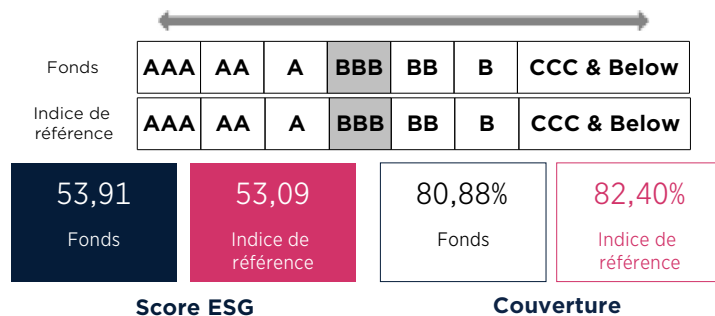 Fonds AAA AA A BBB BB B CCC & Below
Indice de
référence
AAA AA A BBB BB B CCC & Below
53,91 53,09 80,88% 82,40%
Fonds Indice de Fonds Indice de
référence référence
Score ESG Couverture